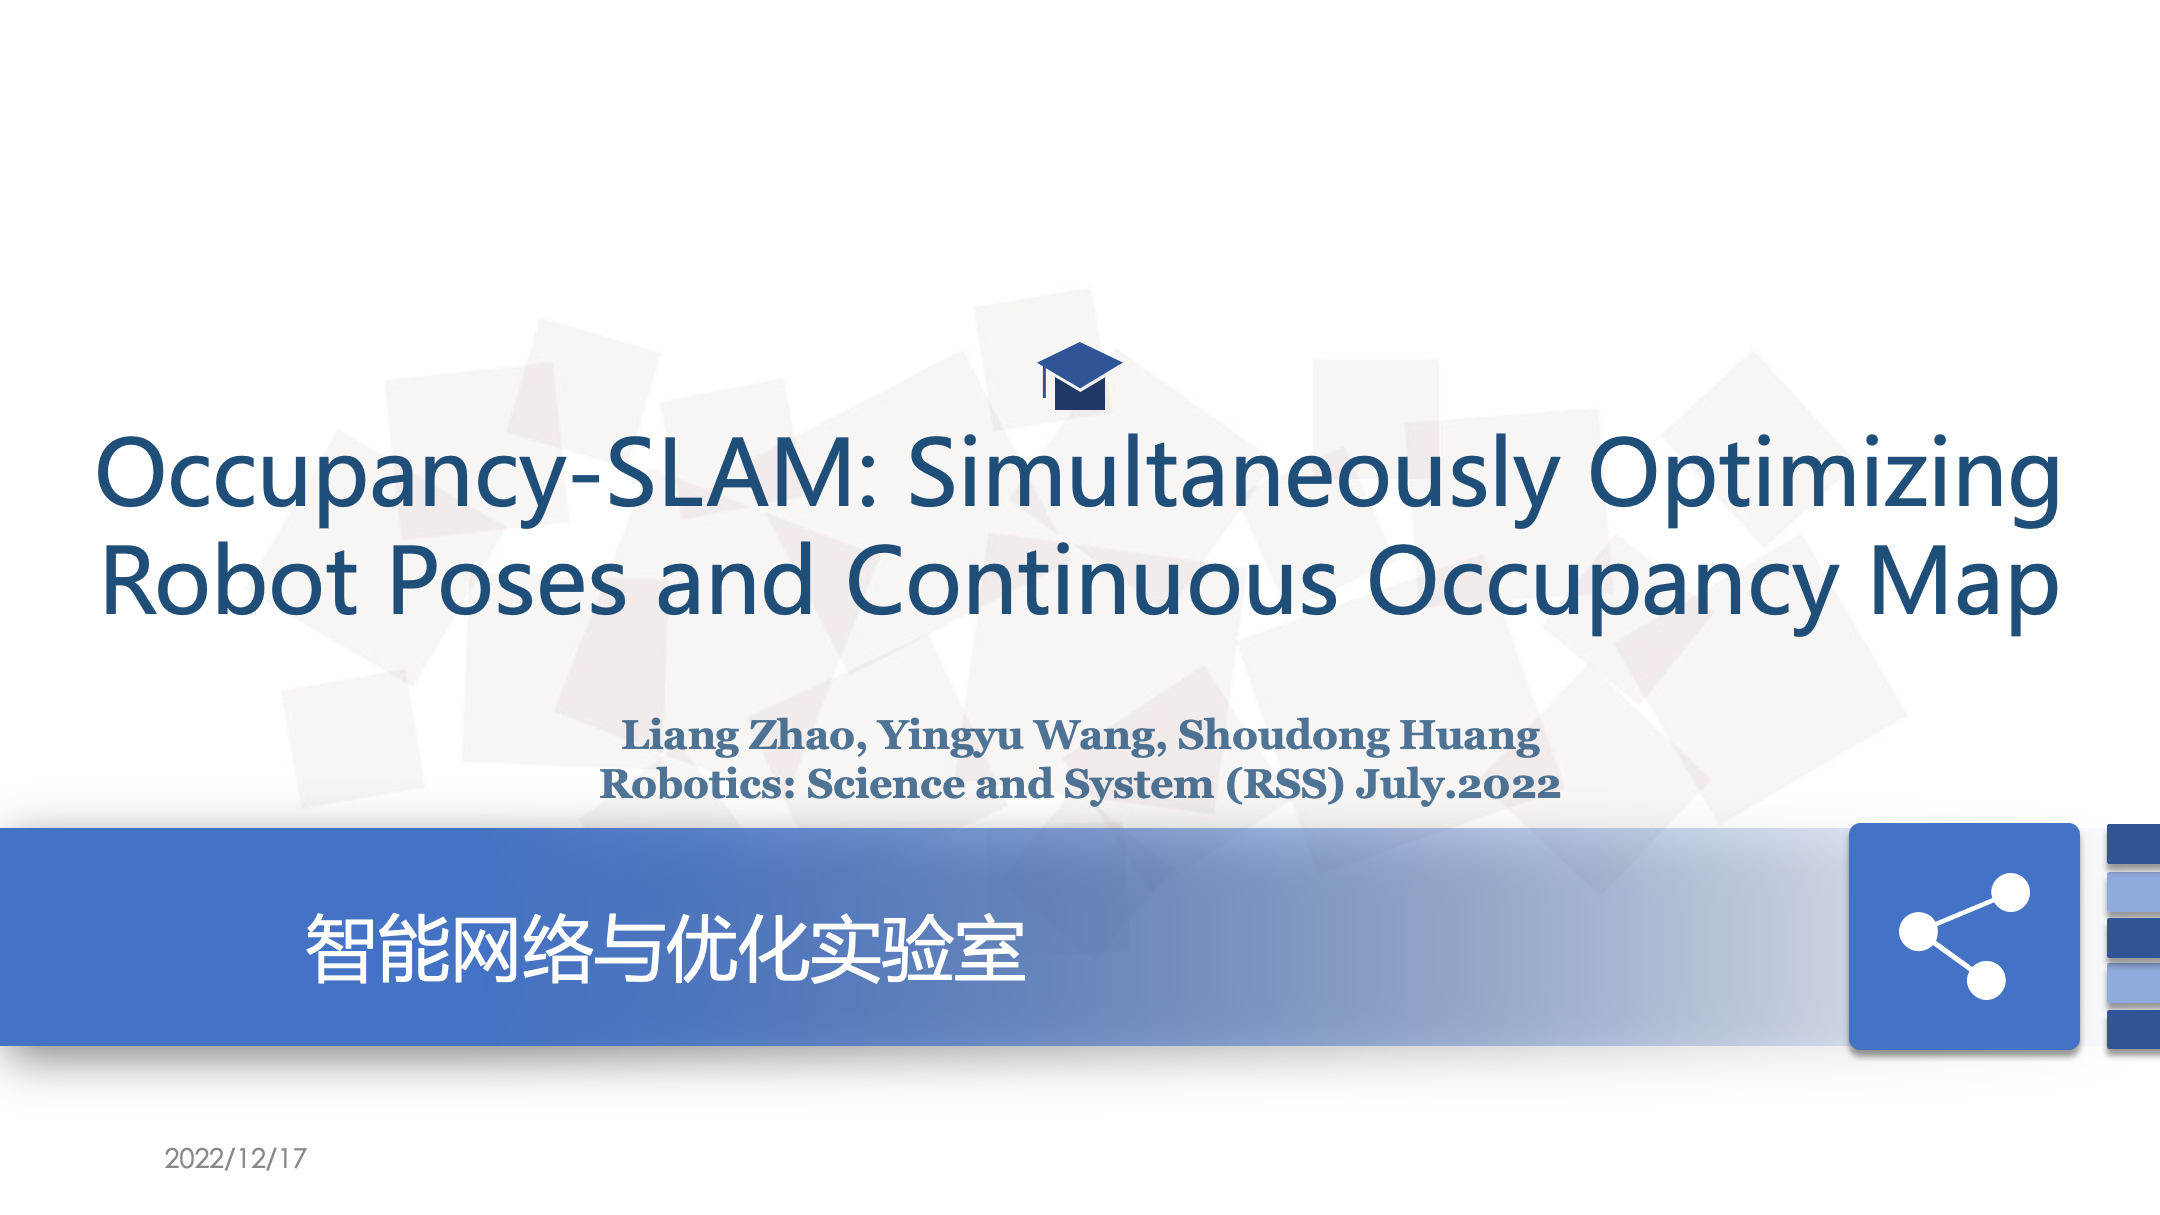 Occupancy-SLAM: Simultaneously Optimizing
Robot Poses and Continuous Occupancy Map
Liang Zhao, Yingyu Wang, Shoudong Huang
Robotics: Science and System (RSS) July.2022
智能网络与优化实验室
2022/12/17